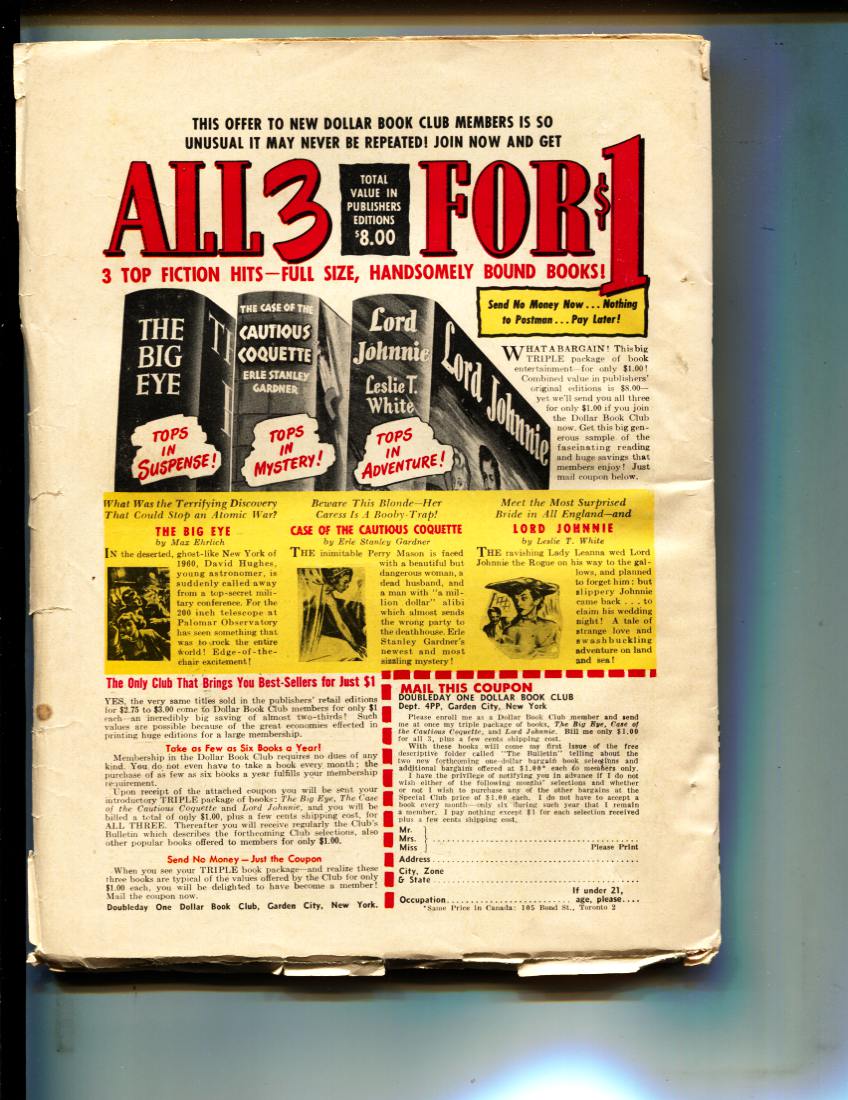 THIS OFFER TO NEW DOLLAR BOOK CLUB MEMBERS IS SO
UNUSUAL IT MAY NEVER BE REPEATED! JOIN NOW AND GET
ALL 3
TOTAL
VALUE IN
PUBLISHERS
EDITIONS
$8.00
FOR $1
3 TOP FICTION HITS—FULL SIZE, HANDSOMELY BOUND BOOKS!
Send No Money Now...Nothing
to Postman...Pay Later!
THE
BIG
EYE
TOPS
IN
SUSPENSE!
THE CASE OF THE
CAUTIOUS
COQUETTE
ERLE STANLEY
GARDNER
TOPS
IN
MYSTERY!
Lord
Johnnie
Leslie T.
White
TOPS
IN
ADVENTURE!
Lord Johnnie
WHAT A BARGAIN! This big
TRIPLE package of book
entertainment—for only $1.00!
Combined value in publishers'
original editions is $8.00—
yet we'll send you all three
for only $1.00 if you join
the Dollar Book Club
now. Get this big gen-
erous sample of the
fascinating reading
and huge savings that
members enjoy! Just
mail coupon below.
What Was the Terrifying Discovery
That Could Stop an Atomic War?
THE BIG EYE
by Max Ehrlich
IN the deserted, ghost-like New York of
1960, David Hughes,
young astronomer, is
suddenly called away
from a top-secret mili-
tary conference. For the
200 inch telescope at
Palomar Observatory
has seen something that
was to rock the entire
world! Edge-of-the-
chair excitement!
Beware This Blonde—Her
Caress Is A Booby-Trap!
CASE OF THE CAUTIOUS COQUETTE
by Erle Stanley Gardner
THE inimitable Perry Mason is faced
with a beautiful but
dangerous woman, a
dead husband, and
a man with "a mil-
lion dollar" alibi
which almost sends
the wrong party to
the deathhouse. Erle
Stanley Gardner's
newest and most
sizzling mystery!
Meet the Most Surprised
Bride in All England—and
LORD JOHNNIE
by Leslie T. White
THE ravishing Lady Leanna wed Lord
Johnnie the Rogue on his way to the gal-
lows, and planned
to forget him; but
slippery Johnnie
came back . . . to
claim his wedding
night! A tale of
strange love and
swashbuckling
adventure on land
and sea!
The Only Club That Brings You Best-Sellers for Just $1
YES, the very same titles sold in the publishers' retail editions
for $2.75 to $3.00 come to Dollar Book Club members for only $1
each—an incredibly big saving of almost two-thirds! Such
values are possible because of the great economies effected in
printing huge editions for a large membership.
Take as Few as Six Books a Year!
Membership in the Dollar Book Club requires no dues of any
kind. You do not even have to take a book every month; the
purchase of as few as six books a year fulfills your membership
requirement.
Upon receipt of the attached coupon you will be sent your
introductory TRIPLE package of books: The Big Eye, The Case
of the Cautious Coquette and Lord Johnnie, and you will be
billed a total of only $1.00, plus a few cents shipping cost, for
ALL THREE. Thereafter you will receive regularly the Club's
Bulletin which describes the forthcoming Club selections, also
other popular books offered to members for only $1.00.
Send No Money—Just the Coupon
When you see your TRIPLE book package—and realize these
three books are typical of the values offered by the Club for only
$1.00 each, you will be delighted to have become a member!
Mail the coupon now.
Doubleday One Dollar Book Club, Garden City, New York.
MAIL THIS COUPON
DOUBLEDAY ONE DOLLAR BOOK CLUB
Dept. 4PP, Garden City, New York
Please enroll me as a Dollar Book Club member and send
me at once my triple package of books, The Big Eye, Case of
the Cautious Coquette, and Lord Johnnie. Bill me only $1.00
for all 3, plus a few cents shipping cost.
With these books will come my first issue of the free
descriptive folder called "The Bulletin" telling about the
two new forthcoming one-dollar bargain book selections and
additional bargains offered at $1.00* each to members only.
I have the privilege of notifying you in advance if I do not
wish either of the following months' selections and whether
or not I wish to purchase any of the other bargains at the
Special Club price of $1.00 each. I do not have to accept a
book every month—only six during each year that I remain
a member. I pay nothing except $1 for each selection received
plus a few cents shipping cost.
Mr.
Mrs.
Miss
Please Print
Address
City, Zone
& State
If under 21,
Occupation age, please....
*Same Price in Canada: 105 Bond St., Toronto 2